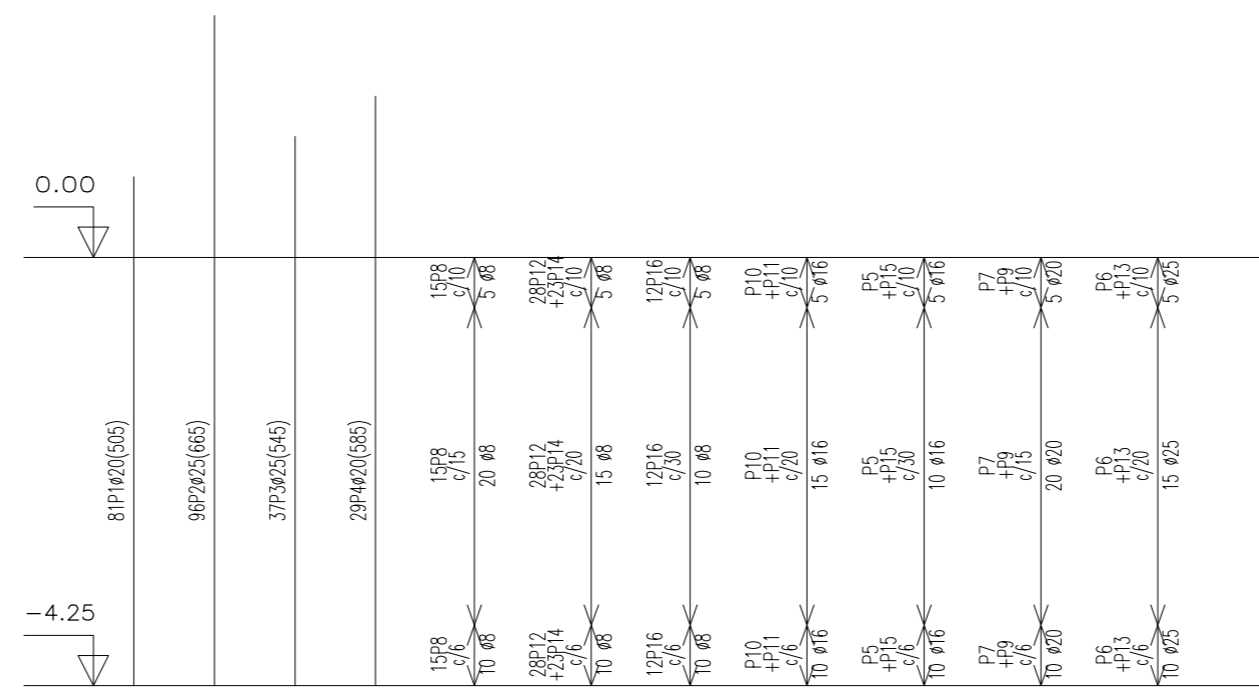 0.00
-4.25
81P1ø20(505)
96P2ø25(665)
37P3ø25(545)
29P4ø20(585)
15P8
c/10
5 ø8
28P12
+23P14
c/10
5 ø8
12P16
c/10
5 ø8
P10
+P11
c/10
5 ø16
P5
+P15
c/10
5 ø16
P7
+P9
c/10
5 ø20
P6
+P13
c/10
5 ø25
15P8
c/15
20 ø8
28P12
+23P14
c/20
15 ø8
12P16
c/30
10 ø8
P10
+P11
c/20
15 ø16
P5
+P15
c/30
10 ø16
P7
+P9
c/15
20 ø20
P6
+P13
c/20
15 ø25
15P8
c/6
10 ø8
28P12
+23P14
c/6
10 ø8
12P16
c/6
10 ø8
P10
+P11
c/6
10 ø16
P5
+P15
c/6
10 ø16
P7
+P9
c/6
10 ø20
P6
+P13
c/6
10 ø25